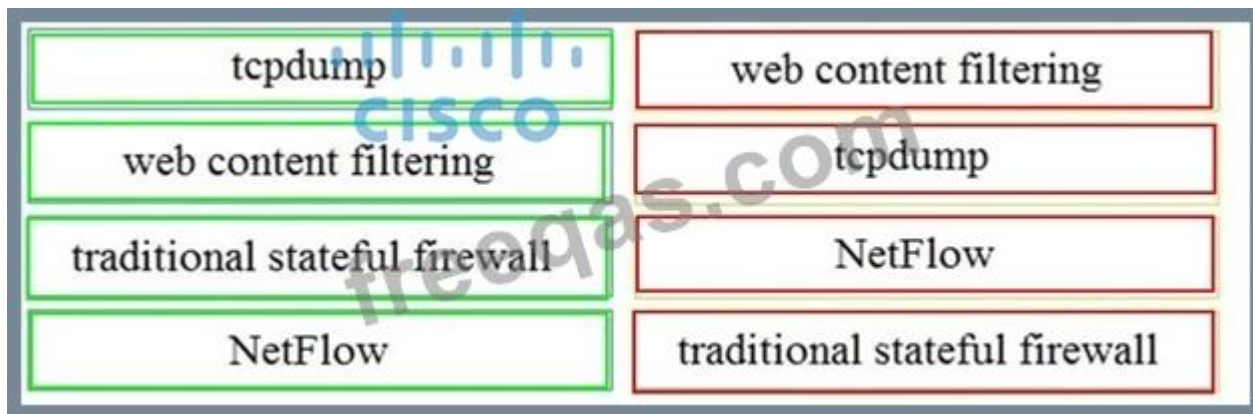 tcpdump
web content filtering
traditional stateful firewall
NetFlow
CISCO
web content filtering
tcpdump
NetFlow
traditional stateful firewall
freeqas.com